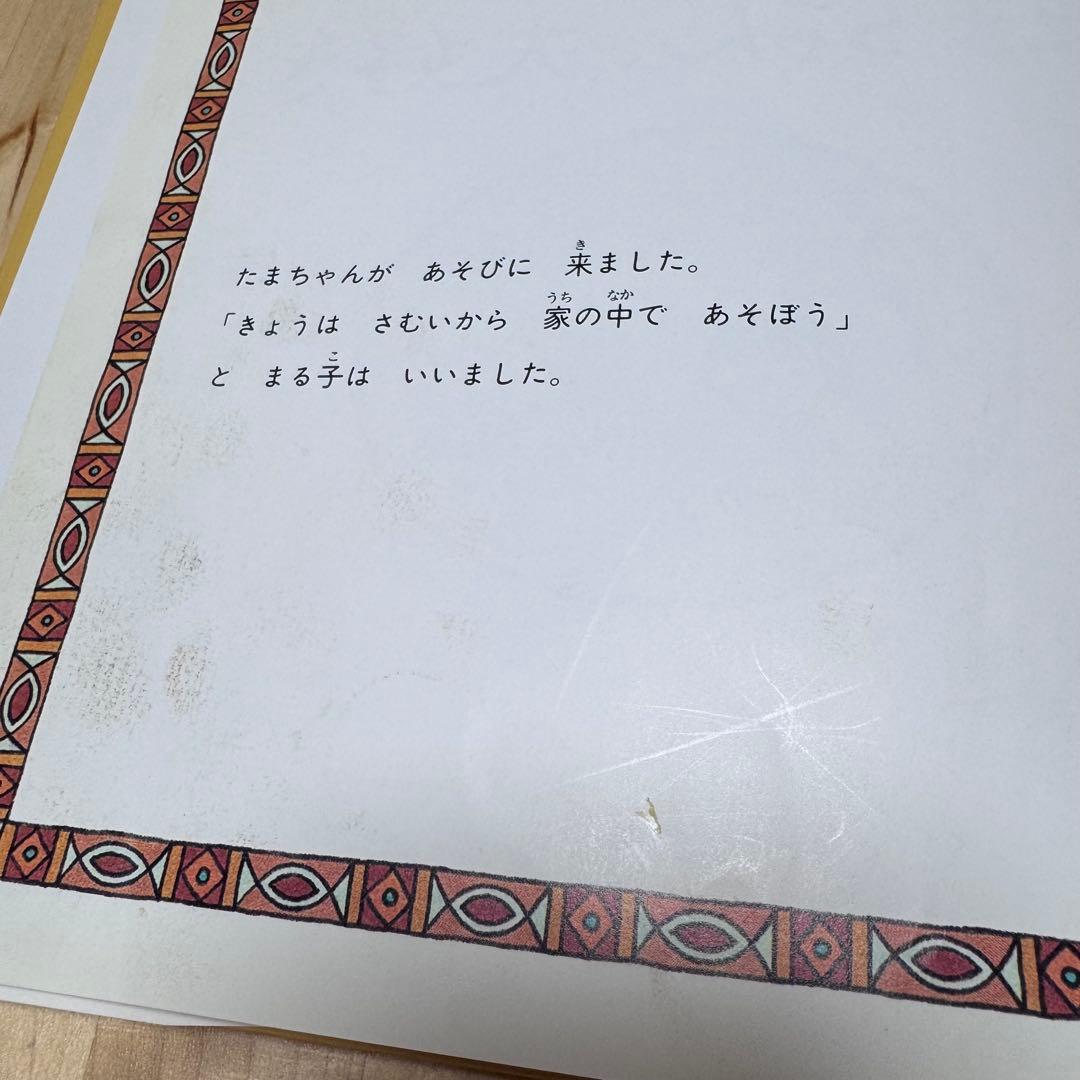 たまちゃんが　あそびに　来ました。
「きょうは　さむいから　家の中で　あそぼう」
と　まる子は　いいました。